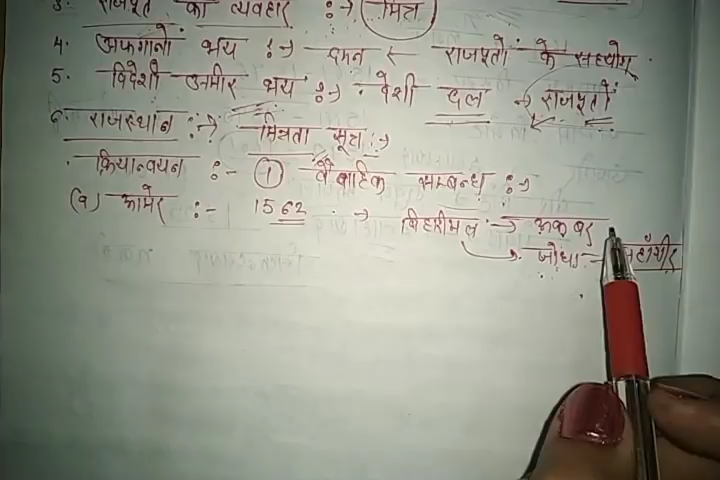 3. राजपूत का व्यवहार :→ मित्रता
4. अफगानो भय :→ दमन ← राजपूतो के सहयोग
5. विदेशी अमीर भय :→ देशी दल → राजपूतों
6. राजस्थान :→ मित्रता सूत्र :→
क्रियान्वयन :- ① वैवाहिक सम्बन्ध :→
आमेर :- 1562 → बिहारीमल → अकबर
जोधा → जहाँगीर